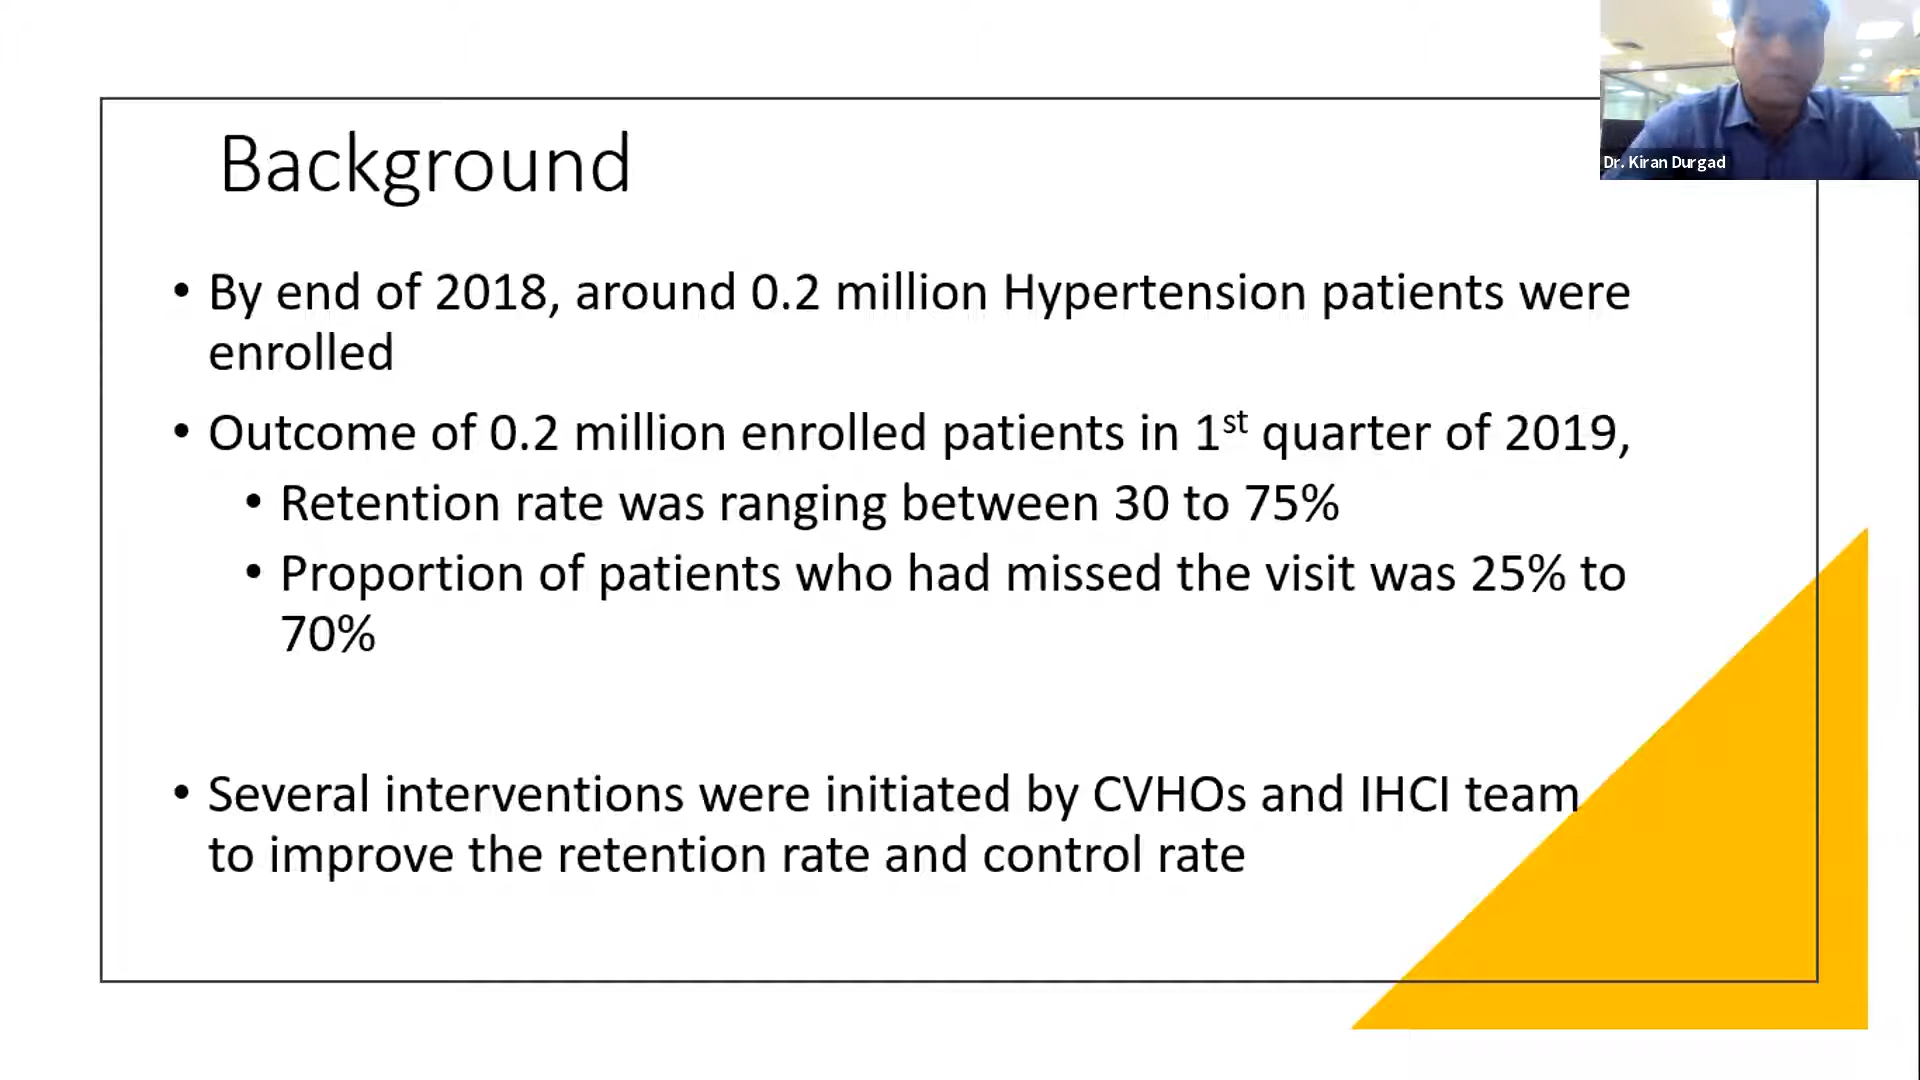 Dr. Kiran Durgad
Background
• By end of 2018, around 0.2 million Hypertension patients were
enrolled
• Outcome of 0.2 million enrolled patients in 1st quarter of 2019,
• Retention rate was ranging between 30 to 75%
• Proportion of patients who had missed the visit was 25% to
70%
• Several interventions were initiated by CVHOs and IHCI team
to improve the retention rate and control rate